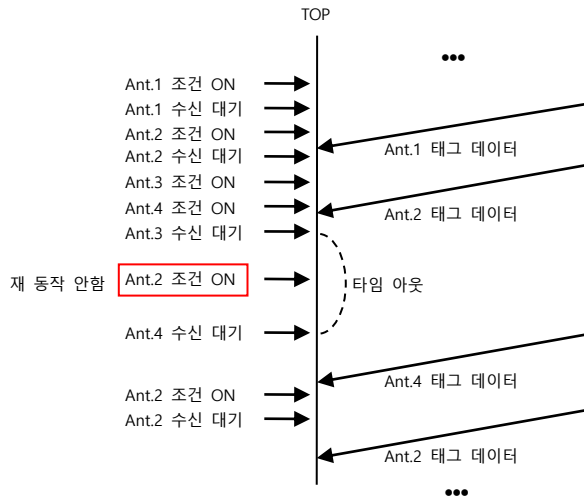 TOP
•••
Ant.1 조건 ON
Ant.1 수신 대기
Ant.2 조건 ON
Ant.1 태그 데이터
Ant.2 수신 대기
Ant.3 조건 ON
Ant.4 조건 ON
Ant.2 태그 데이터
Ant.3 수신 대기
재 동작 안함
Ant.2 조건 ON
타임 아웃
Ant.4 수신 대기
Ant.4 태그 데이터
Ant.2 조건 ON
Ant.2 수신 대기
Ant.2 태그 데이터
•••